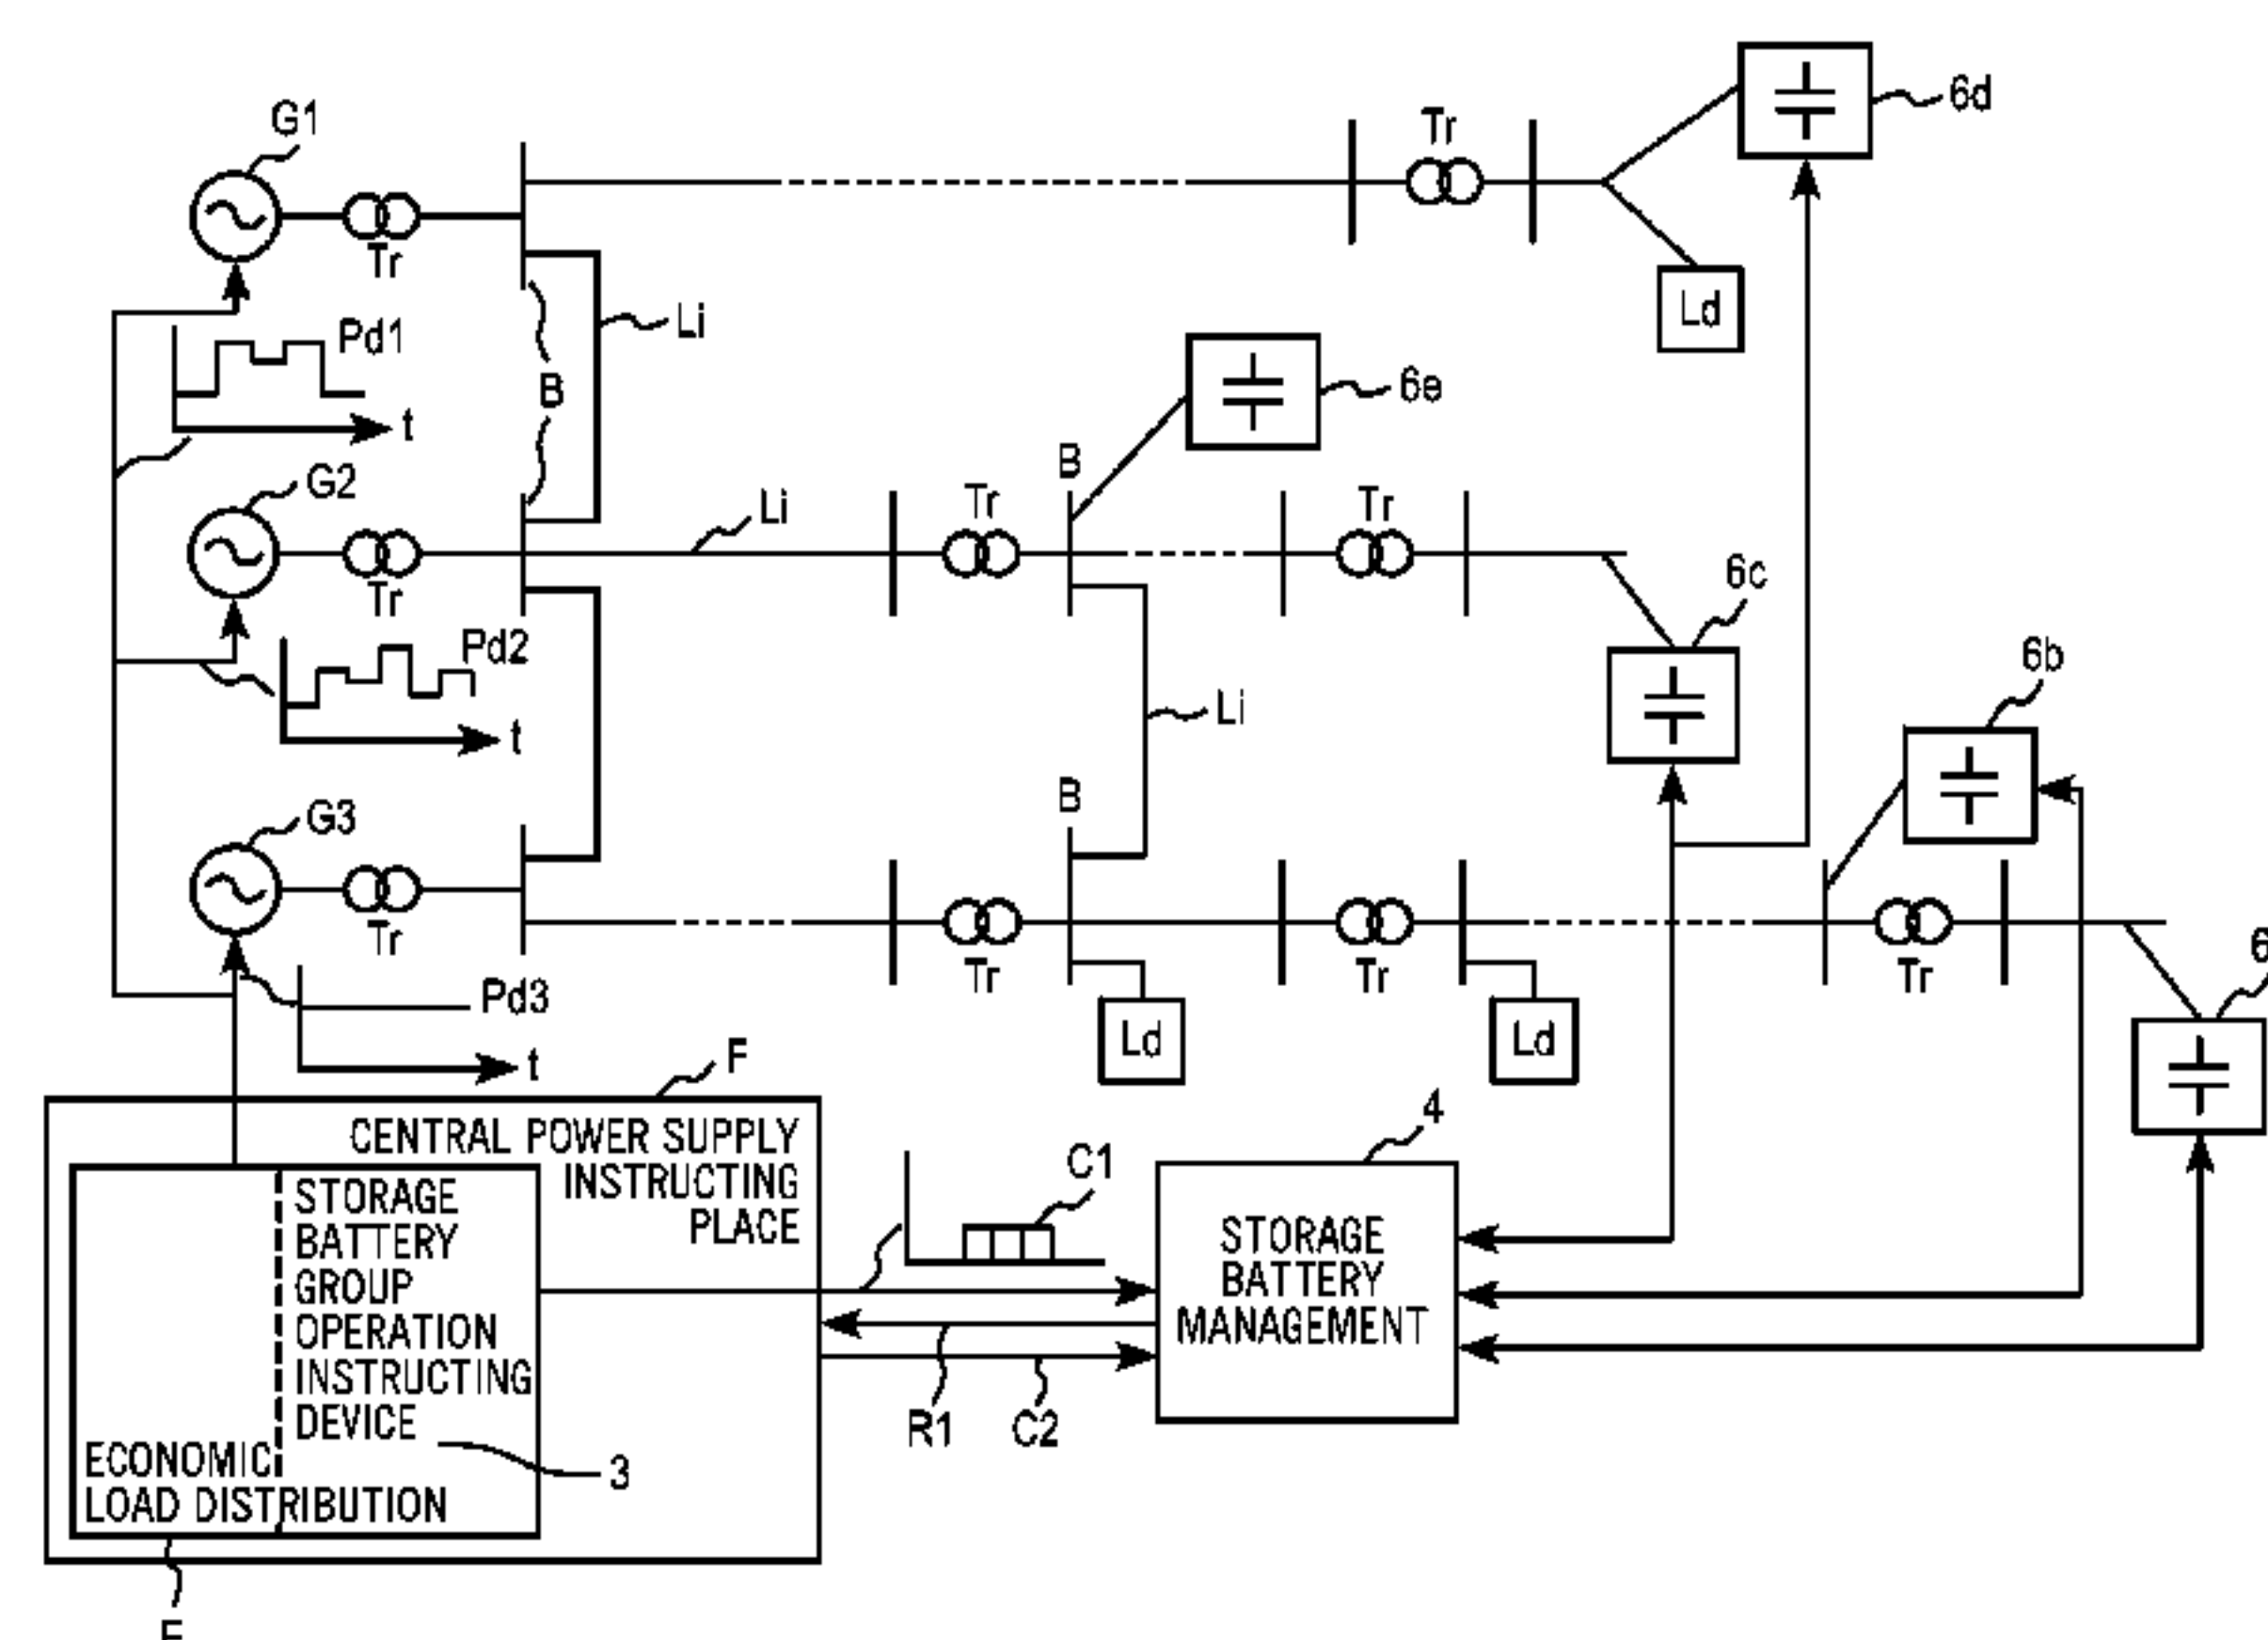 G1
Tr
Tr
6d
Ld
Li
B
Pd1
t
6e
G2
Tr
Li
Tr
B
Tr
6c
Pd2
t
Li
6b
G3
Tr
B
Tr
Tr
Tr
Pd3
t
Ld
Ld
F
CENTRAL POWER SUPPLY
INSTRUCTING
PLACE
STORAGE
BATTERY
GROUP
OPERATION
INSTRUCTING
DEVICE
3
ECONOMIC
LOAD DISTRIBUTION
C1
R1
C2
4
STORAGE
BATTERY
MANAGEMENT